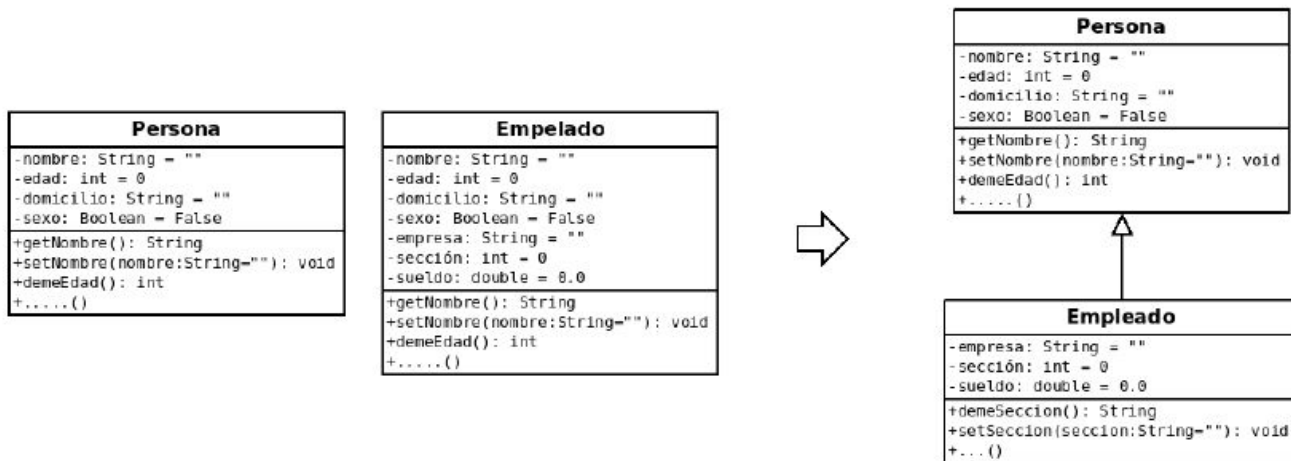 Persona
-nombre: String = ""
-edad: int = 0
-domicilio: String = ""
-sexo: Boolean = False
+getNombre(): String
+setNombre(nombre:String=""): void
+demeEdad(): int
+.....()
Empelado
-nombre: String = ""
-edad: int = 0
-domicilio: String = ""
-sexo: Boolean = False
-empresa: String = ""
-sección: int = 0
-sueldo: double = 0.0
+getNombre(): String
+setNombre(nombre:String=""): void
+demeEdad(): int
+.....()
Persona
-nombre: String = ""
-edad: int = 0
-domicilio: String = ""
-sexo: Boolean = False
+getNombre(): String
+setNombre(nombre:String=""): void
+demeEdad(): int
+.....()
Empleado
-empresa: String = ""
-sección: int = 0
-sueldo: double = 0.0
+demeSeccion(): String
+setSeccion(seccion:String=""): void
+...()